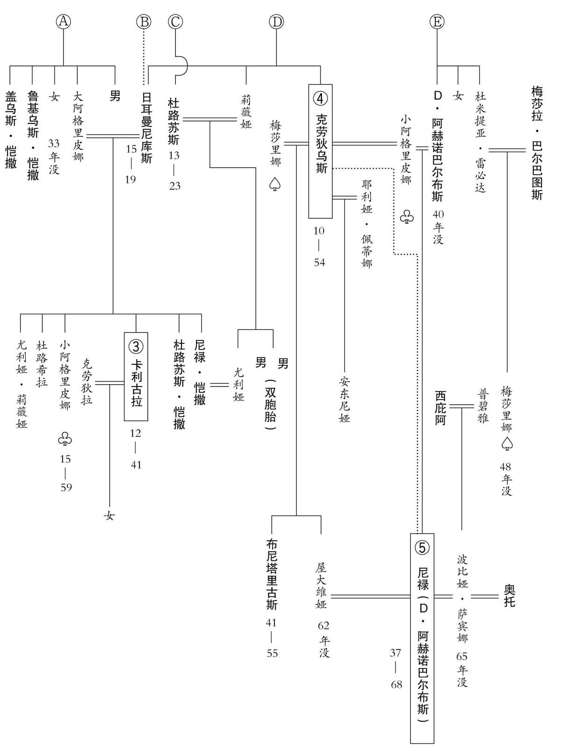 Ⓐ
Ⓑ
Ⓒ
Ⓓ
Ⓔ
盖乌斯·恺撒
鲁基乌斯·恺撒
女
33年没
大阿格里皮娜
男
日耳曼尼库斯
15—19
杜路苏斯
13—23
莉薇娅
梅莎里娜♤
④克劳狄乌斯
10—54
耶利娅·佩蒂娜
小阿格里皮娜♧
D·阿赫诺巴尔布斯
40年没
女
杜米提亚·雷必达
梅莎拉·巴尔巴图斯
尤利娅·莉薇娅
杜路希拉
小阿格里皮娜♧
15—59
克劳狄拉
③卡利古拉
12—41
杜路苏斯·恺撒
尼禄·恺撒
尤利娅
男
男
(双胞胎)
安东尼娅
西庇阿
普碧雅
梅莎里娜♤
48年没
女
布尼塔里古斯
41—55
屋大维娅
62年没
⑤尼禄(D·阿赫诺巴尔布斯)
37—68
波比娅·萨宾娜
65年没
奥托